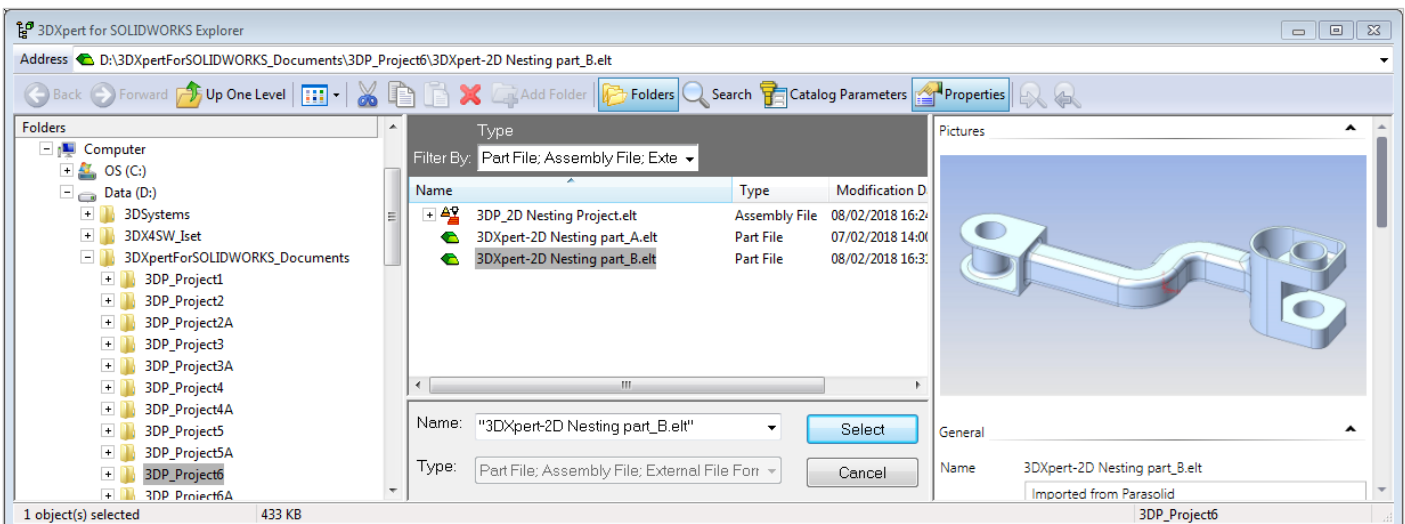 3DXpert for SOLIDWORKS Explorer
Address D:\3DXpertForSOLIDWORKS_Documents\3DP_Project6\3DXpert-2D Nesting part_B.elt
Back Forward Up One Level Add Folder Folders Search Catalog Parameters Properties
Folders
Computer
OS (C:)
Data (D:)
3DSystems
3DX4SW_Iset
3DXpertForSOLIDWORKS_Documents
3DP_Project1
3DP_Project2
3DP_Project2A
3DP_Project3
3DP_Project3A
3DP_Project4
3DP_Project4A
3DP_Project5
3DP_Project5A
3DP_Project6
3DP_Project6A
Type
Filter By: Part File; Assembly File; Exte
Name Type Modification D
3DP_2D Nesting Project.elt Assembly File 08/02/2018 16:24
3DXpert-2D Nesting part_A.elt Part File 07/02/2018 14:00
3DXpert-2D Nesting part_B.elt Part File 08/02/2018
Name: "3DXpert-2D Nesting part_B.elt" Select
Type: Part File; Assembly File; External File Forr Cancel
Pictures
General
Name 3DXpert-2D Nesting part_B.elt
Imported from Parasolid
1 object(s) selected 433 KB 3DP_Project6